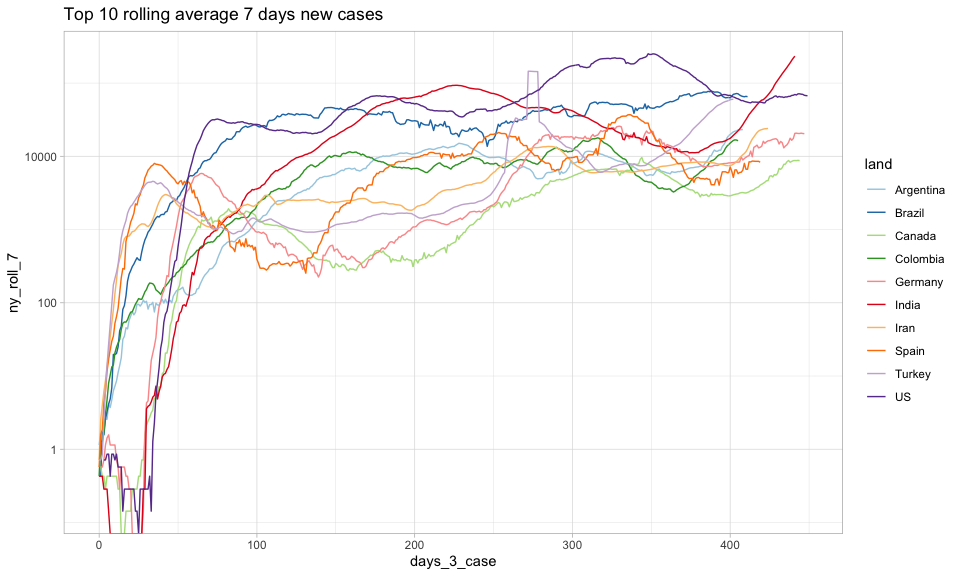 Top 10 rolling average 7 days new cases
ny_roll_7
10000
100
1
0
100
200
300
400
days_3_case
land
Argentina
Brazil
Canada
Colombia
Germany
India
Iran
Spain
Turkey
US